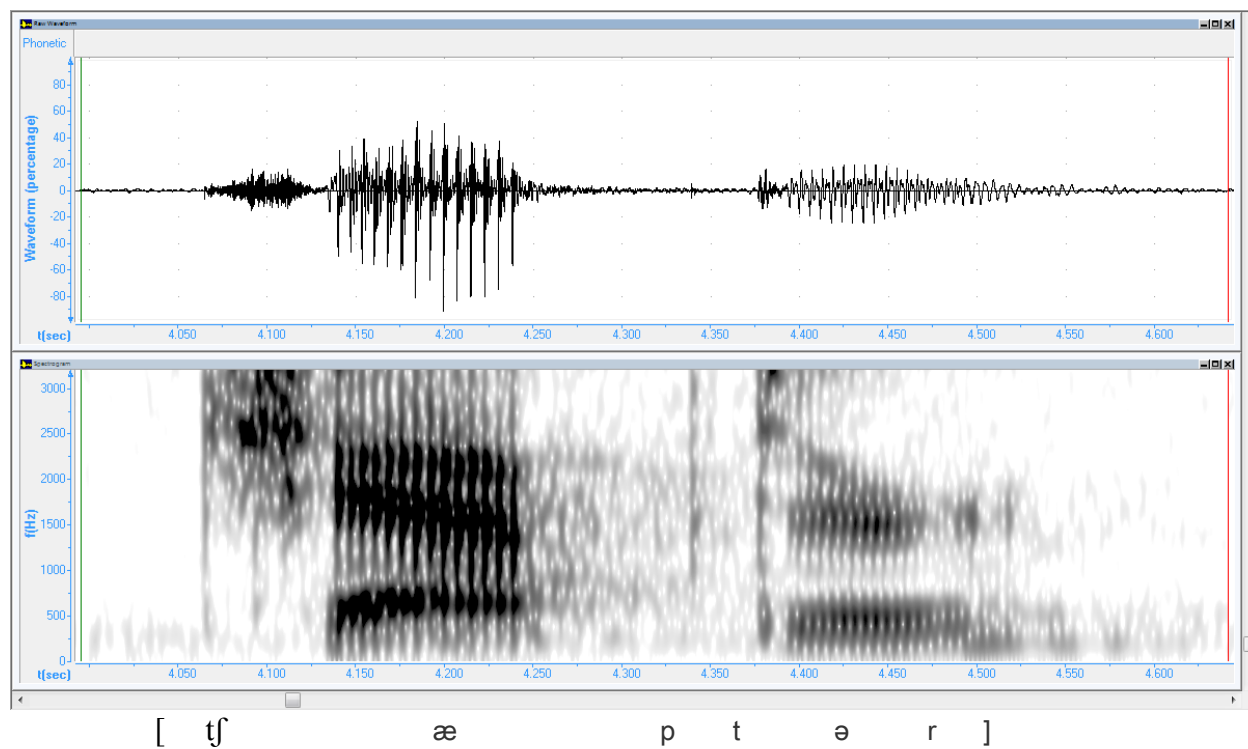 Raw Waveform
Phonetic
Waveform (percentage)
80
60
40
20
0
-20
-40
-60
-80
t(sec) 4.050 4.100 4.150 4.200 4.250 4.300 4.350 4.400 4.450 4.500 4.550 4.600
Spectrogram
f(Hz)
3000
2500
2000
1500
1000
500
0
t(sec) 4.050 4.100 4.150 4.200 4.250 4.300 4.350 4.400 4.450 4.500 4.550 4.600
[ tʃ æ p t ə r ]